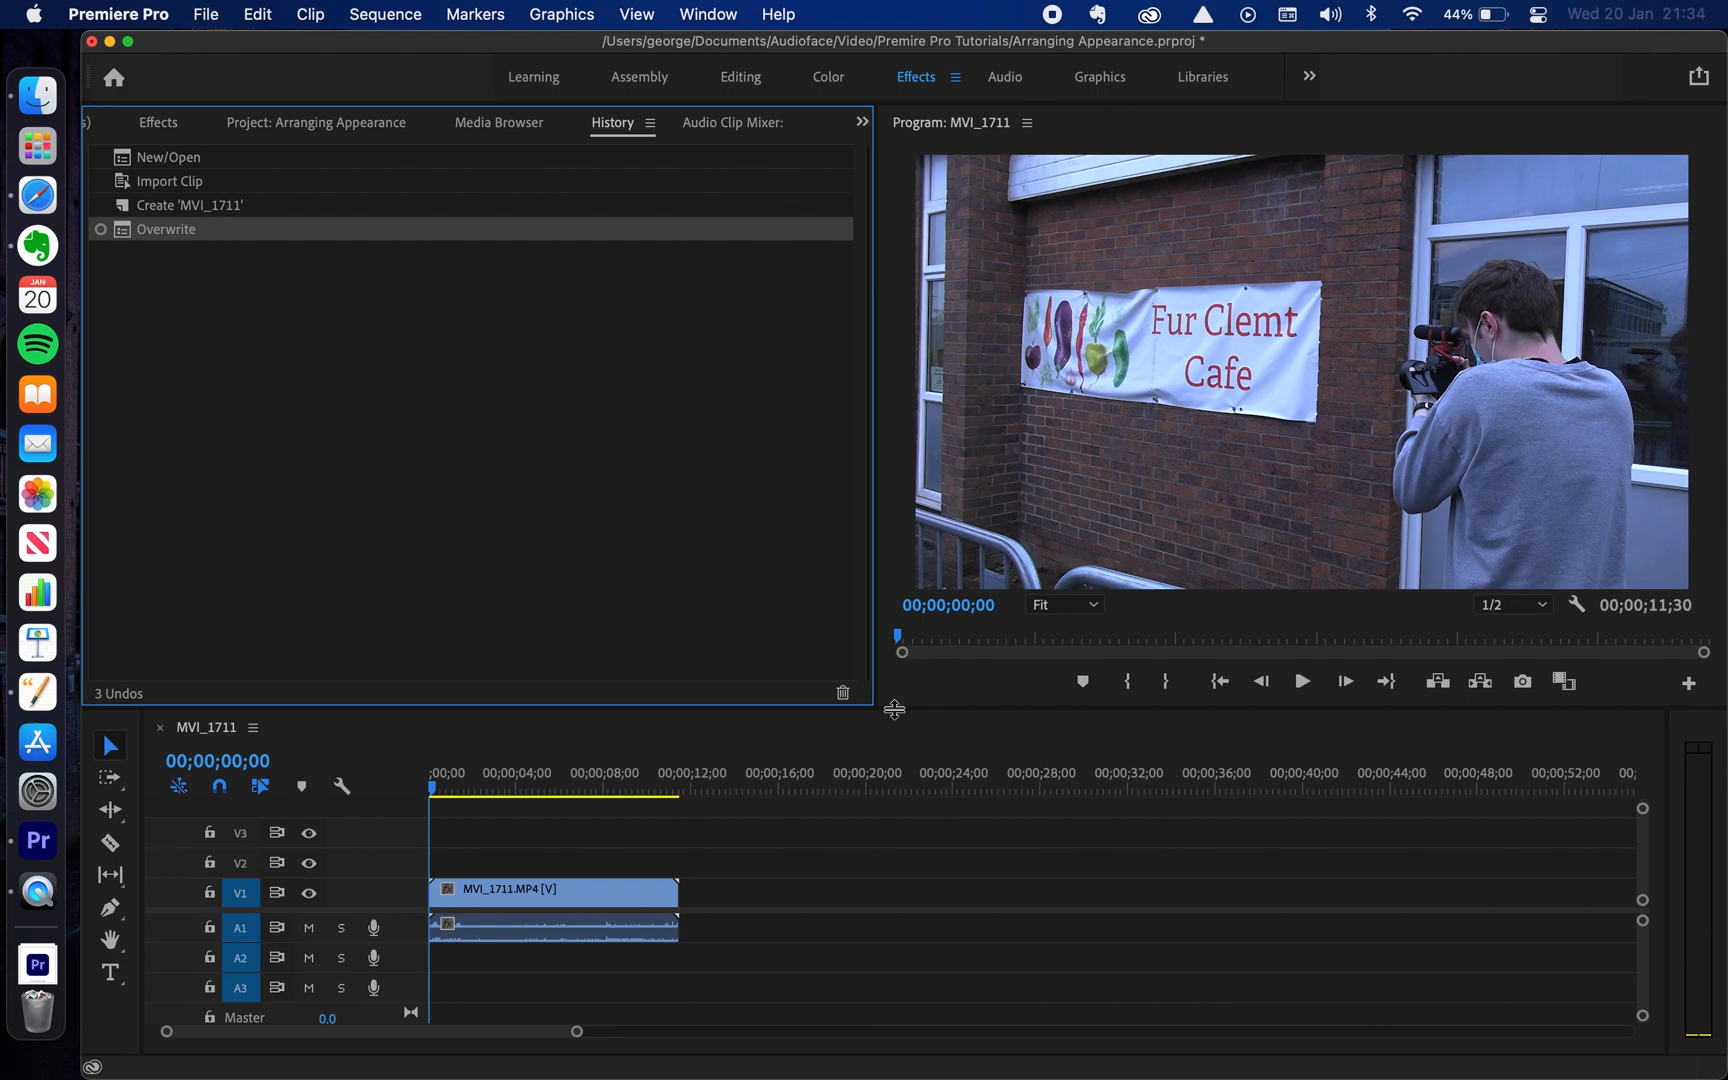 Premiere Pro File Edit Clip Sequence Markers Graphics View Window Help 44% Wed 20 Jan 21:34
/Users/george/Documents/Audioface/Video/Premire Pro Tutorials/Arranging Appearance.prproj *
Learning Assembly Editing Color Effects Audio Graphics Libraries
s) Effects Project: Arranging Appearance Media Browser History Audio Clip Mixer:
New/Open
Import Clip
Create 'MVI_1711'
Overwrite
3 Undos
Program: MVI_1711
Fur Clemt
Cafe
00;00;00;00 Fit 1/2 00;00;11;30
JAN
20
Pr
Pr
× MVI_1711
00;00;00;00
;00;00 00;00;04;00 00;00;08;00 00;00;12;00 00;00;16;00 00;00;20;00 00;00;24;00 00;00;28;00 00;00;32;00 00;00;36;00 00;00;40;00 00;00;44;00 00;00;48;00 00;00;52;00 00;
V3
V2
V1 fx MVI_1711.MP4 [V]
A1 M S fx
A2 M S
A3 M S
Master 0.0